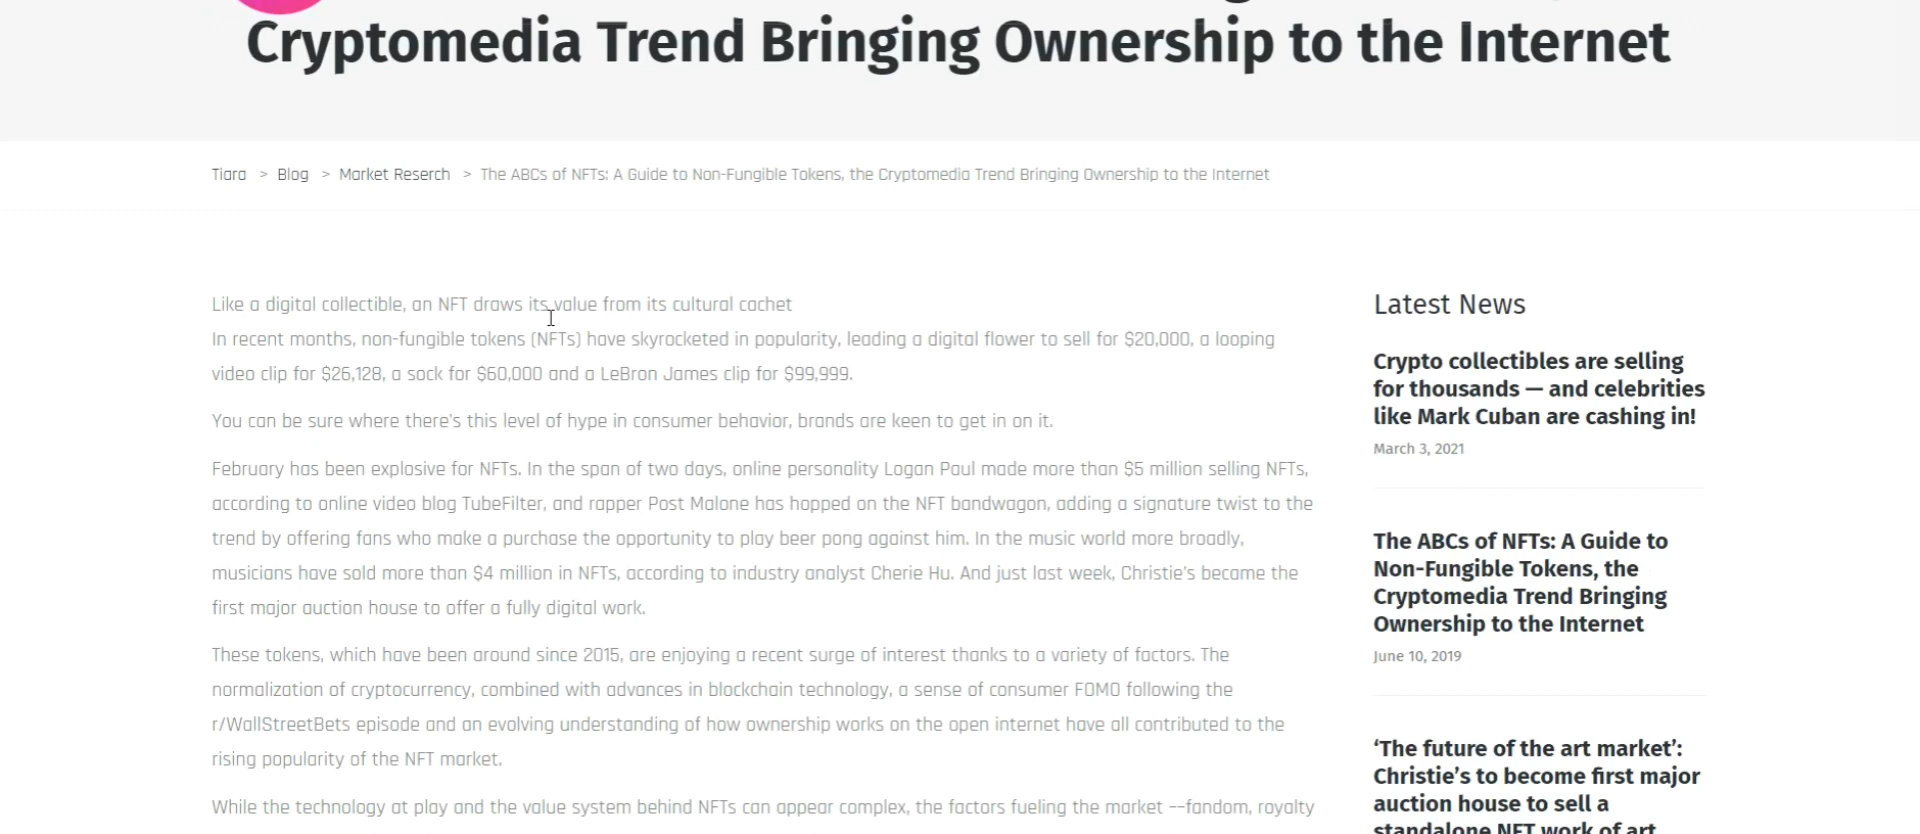 Cryptomedia Trend Bringing Ownership to the Internet
Tiara > Blog > Market Reserch > The ABCs of NFTs: A Guide to Non-Fungible Tokens, the Cryptomedia Trend Bringing Ownership to the Internet
Like a digital collectible, an NFT draws its value from its cultural cachet
In recent months, non-fungible tokens (NFTs) have skyrocketed in popularity, leading a digital flower to sell for $20,000, a looping
video clip for $26,128, a sock for $60,000 and a LeBron James clip for $99,999.
You can be sure where there's this level of hype in consumer behavior, brands are keen to get in on it.
February has been explosive for NFTs. In the span of two days, online personality Logan Paul made more than $5 million selling NFTs,
according to online video blog TubeFilter, and rapper Post Malone has hopped on the NFT bandwagon, adding a signature twist to the
trend by offering fans who make a purchase the opportunity to play beer pong against him. In the music world more broadly,
musicians have sold more than $4 million in NFTs, according to industry analyst Cherie Hu. And just last week, Christie's became the
first major auction house to offer a fully digital work.
These tokens, which have been around since 2015, are enjoying a recent surge of interest thanks to a variety of factors. The
normalization of cryptocurrency, combined with advances in blockchain technology, a sense of consumer FOMO following the
r/WallStreetBets episode and an evolving understanding of how ownership works on the open internet have all contributed to the
rising popularity of the NFT market.
While the technology at play and the value system behind NFTs can appear complex, the factors fueling the market --fandom, royalty
Latest News
Crypto collectibles are selling
for thousands — and celebrities
like Mark Cuban are cashing in!
March 3, 2021
The ABCs of NFTs: A Guide to
Non-Fungible Tokens, the
Cryptomedia Trend Bringing
Ownership to the Internet
June 10, 2019
‘The future of the art market’:
Christie’s to become first major
auction house to sell a
standalone NFT work of art